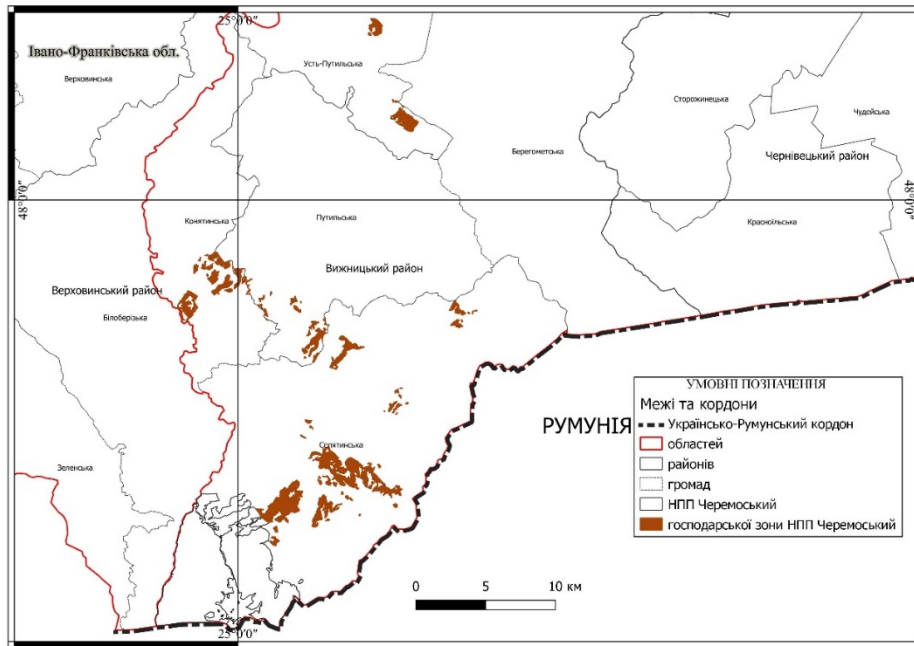 25°0'0"
Івано-Франківська обл.
Верховинська
Усть-Путильська
Сторожинецька
Чудейська
Берегометська
Чернівецький район
48°0'0"
48°0'0"
Конятинська
Путильська
Красноїльська
Вижницький район
Верховинський район
Білоберізька
УМОВНІ ПОЗНАЧЕННЯ
Межі та кордони
РУМУНІЯ
Українсько-Румунський кордон
областей
районів
громад
НПП Черемоський
господарської зони НПП Черемоський
Селятинська
Зеленська
0 5 10 км
25°0'0"